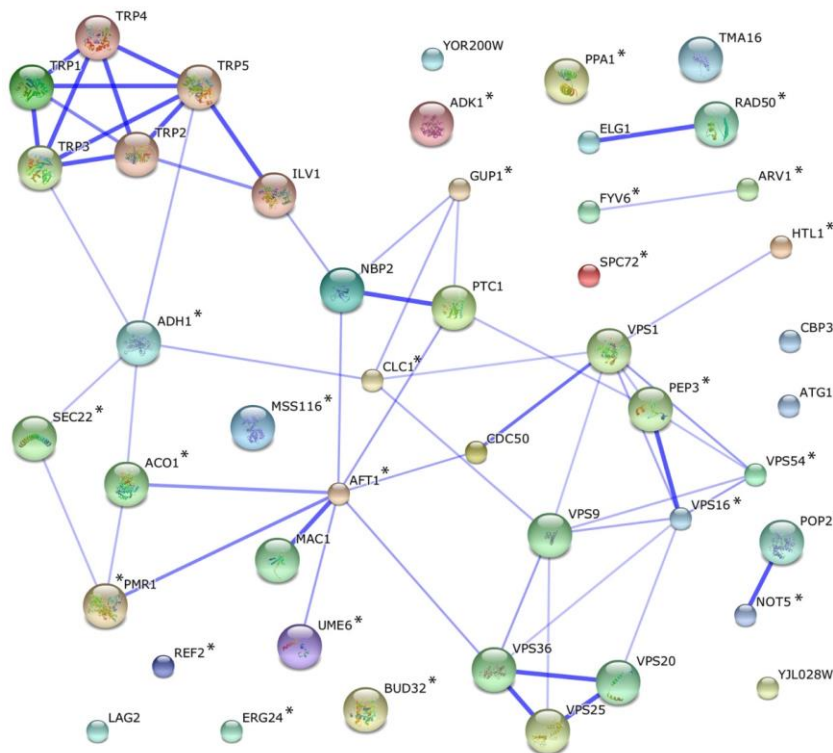 TRP4
YOR200W
PPA1*
TMA16
TRP1
TRP5
ADK1*
RAD50*
ELG1
TRP3
TRP2
ILV1
GUP1*
FYV6*
ARV1*
HTL1*
SPC72*
NBP2
PTC1
ADH1*
VPS1
CBP3
CLC1*
PEP3*
SEC22*
MSS116*
ATG1
CDC50
ACO1*
AFT1*
VPS54*
VPS16*
VPS9
POP2
MAC1
*PMR1
NOT5*
UME6*
REF2*
VPS36
VPS20
BUD32*
YJL028W
VPS25
LAG2
ERG24*